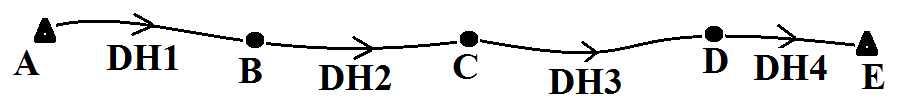 A DH1 B DH2 C DH3 D DH4 E